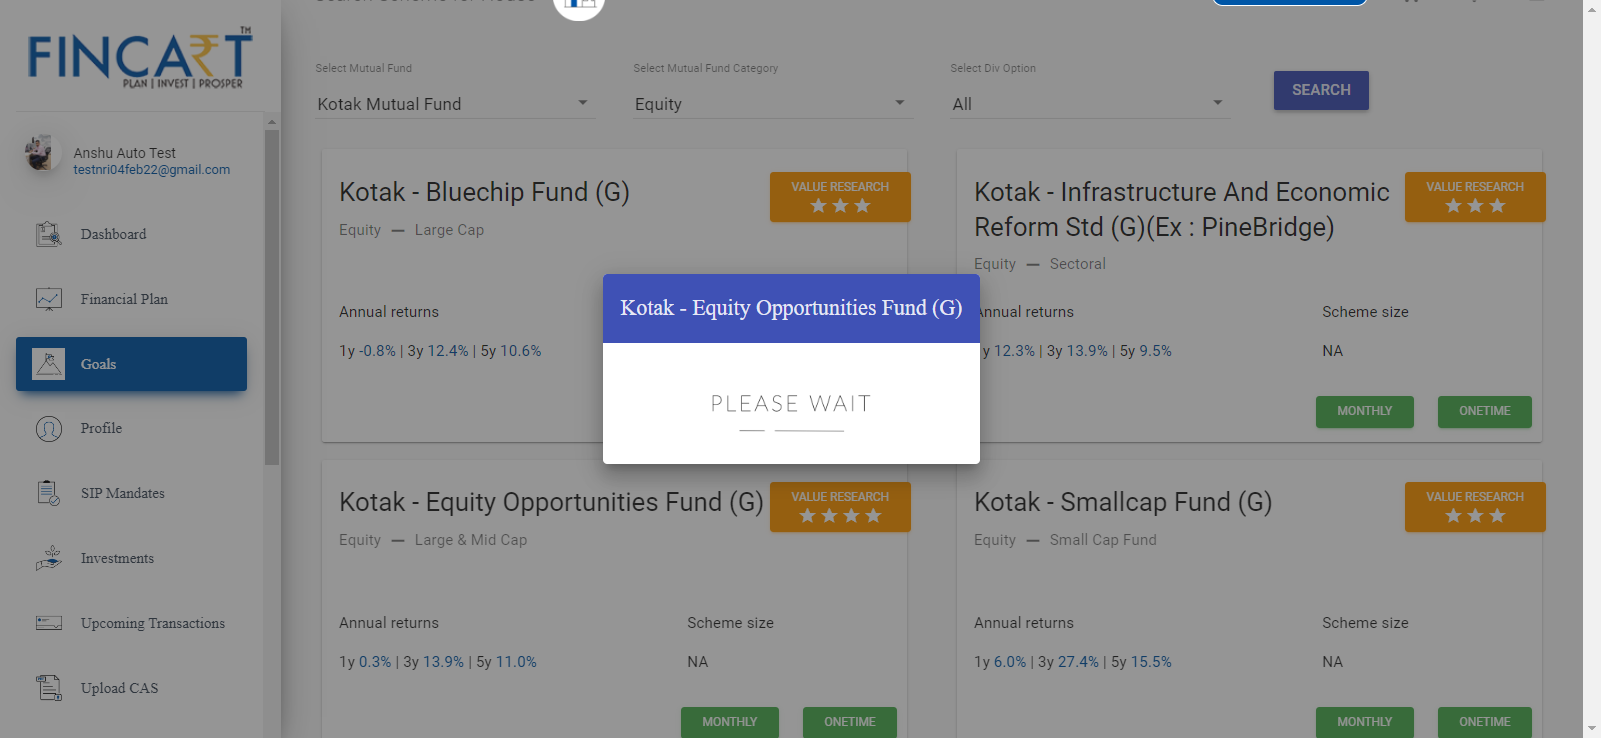 FINCART
TM
PLAN | INVEST | PROSPER
Anshu Auto Test
testnri04feb22@gmail.com
Dashboard
Financial Plan
Goals
Profile
SIP Mandates
Investments
Upcoming Transactions
Upload CAS
Select Mutual Fund
Kotak Mutual Fund
Select Mutual Fund Category
Equity
Select Div Option
All
SEARCH
Kotak - Bluechip Fund (G)
VALUE RESEARCH
Equity — Large Cap
Annual returns
1y -0.8% | 3y 12.4% | 5y 10.6%
Kotak - Infrastructure And Economic
Reform Std (G)(Ex : PineBridge)
VALUE RESEARCH
Equity — Sectoral
Annual returns
Scheme size
y 12.3% | 3y 13.9% | 5y 9.5%
NA
MONTHLY
ONETIME
Kotak - Equity Opportunities Fund (G)
PLEASE WAIT
Kotak - Equity Opportunities Fund (G)
VALUE RESEARCH
Equity — Large & Mid Cap
Annual returns
Scheme size
1y 0.3% | 3y 13.9% | 5y 11.0%
NA
MONTHLY
ONETIME
Kotak - Smallcap Fund (G)
VALUE RESEARCH
Equity — Small Cap Fund
Annual returns
Scheme size
1y 6.0% | 3y 27.4% | 5y 15.5%
NA
MONTHLY
ONETIME